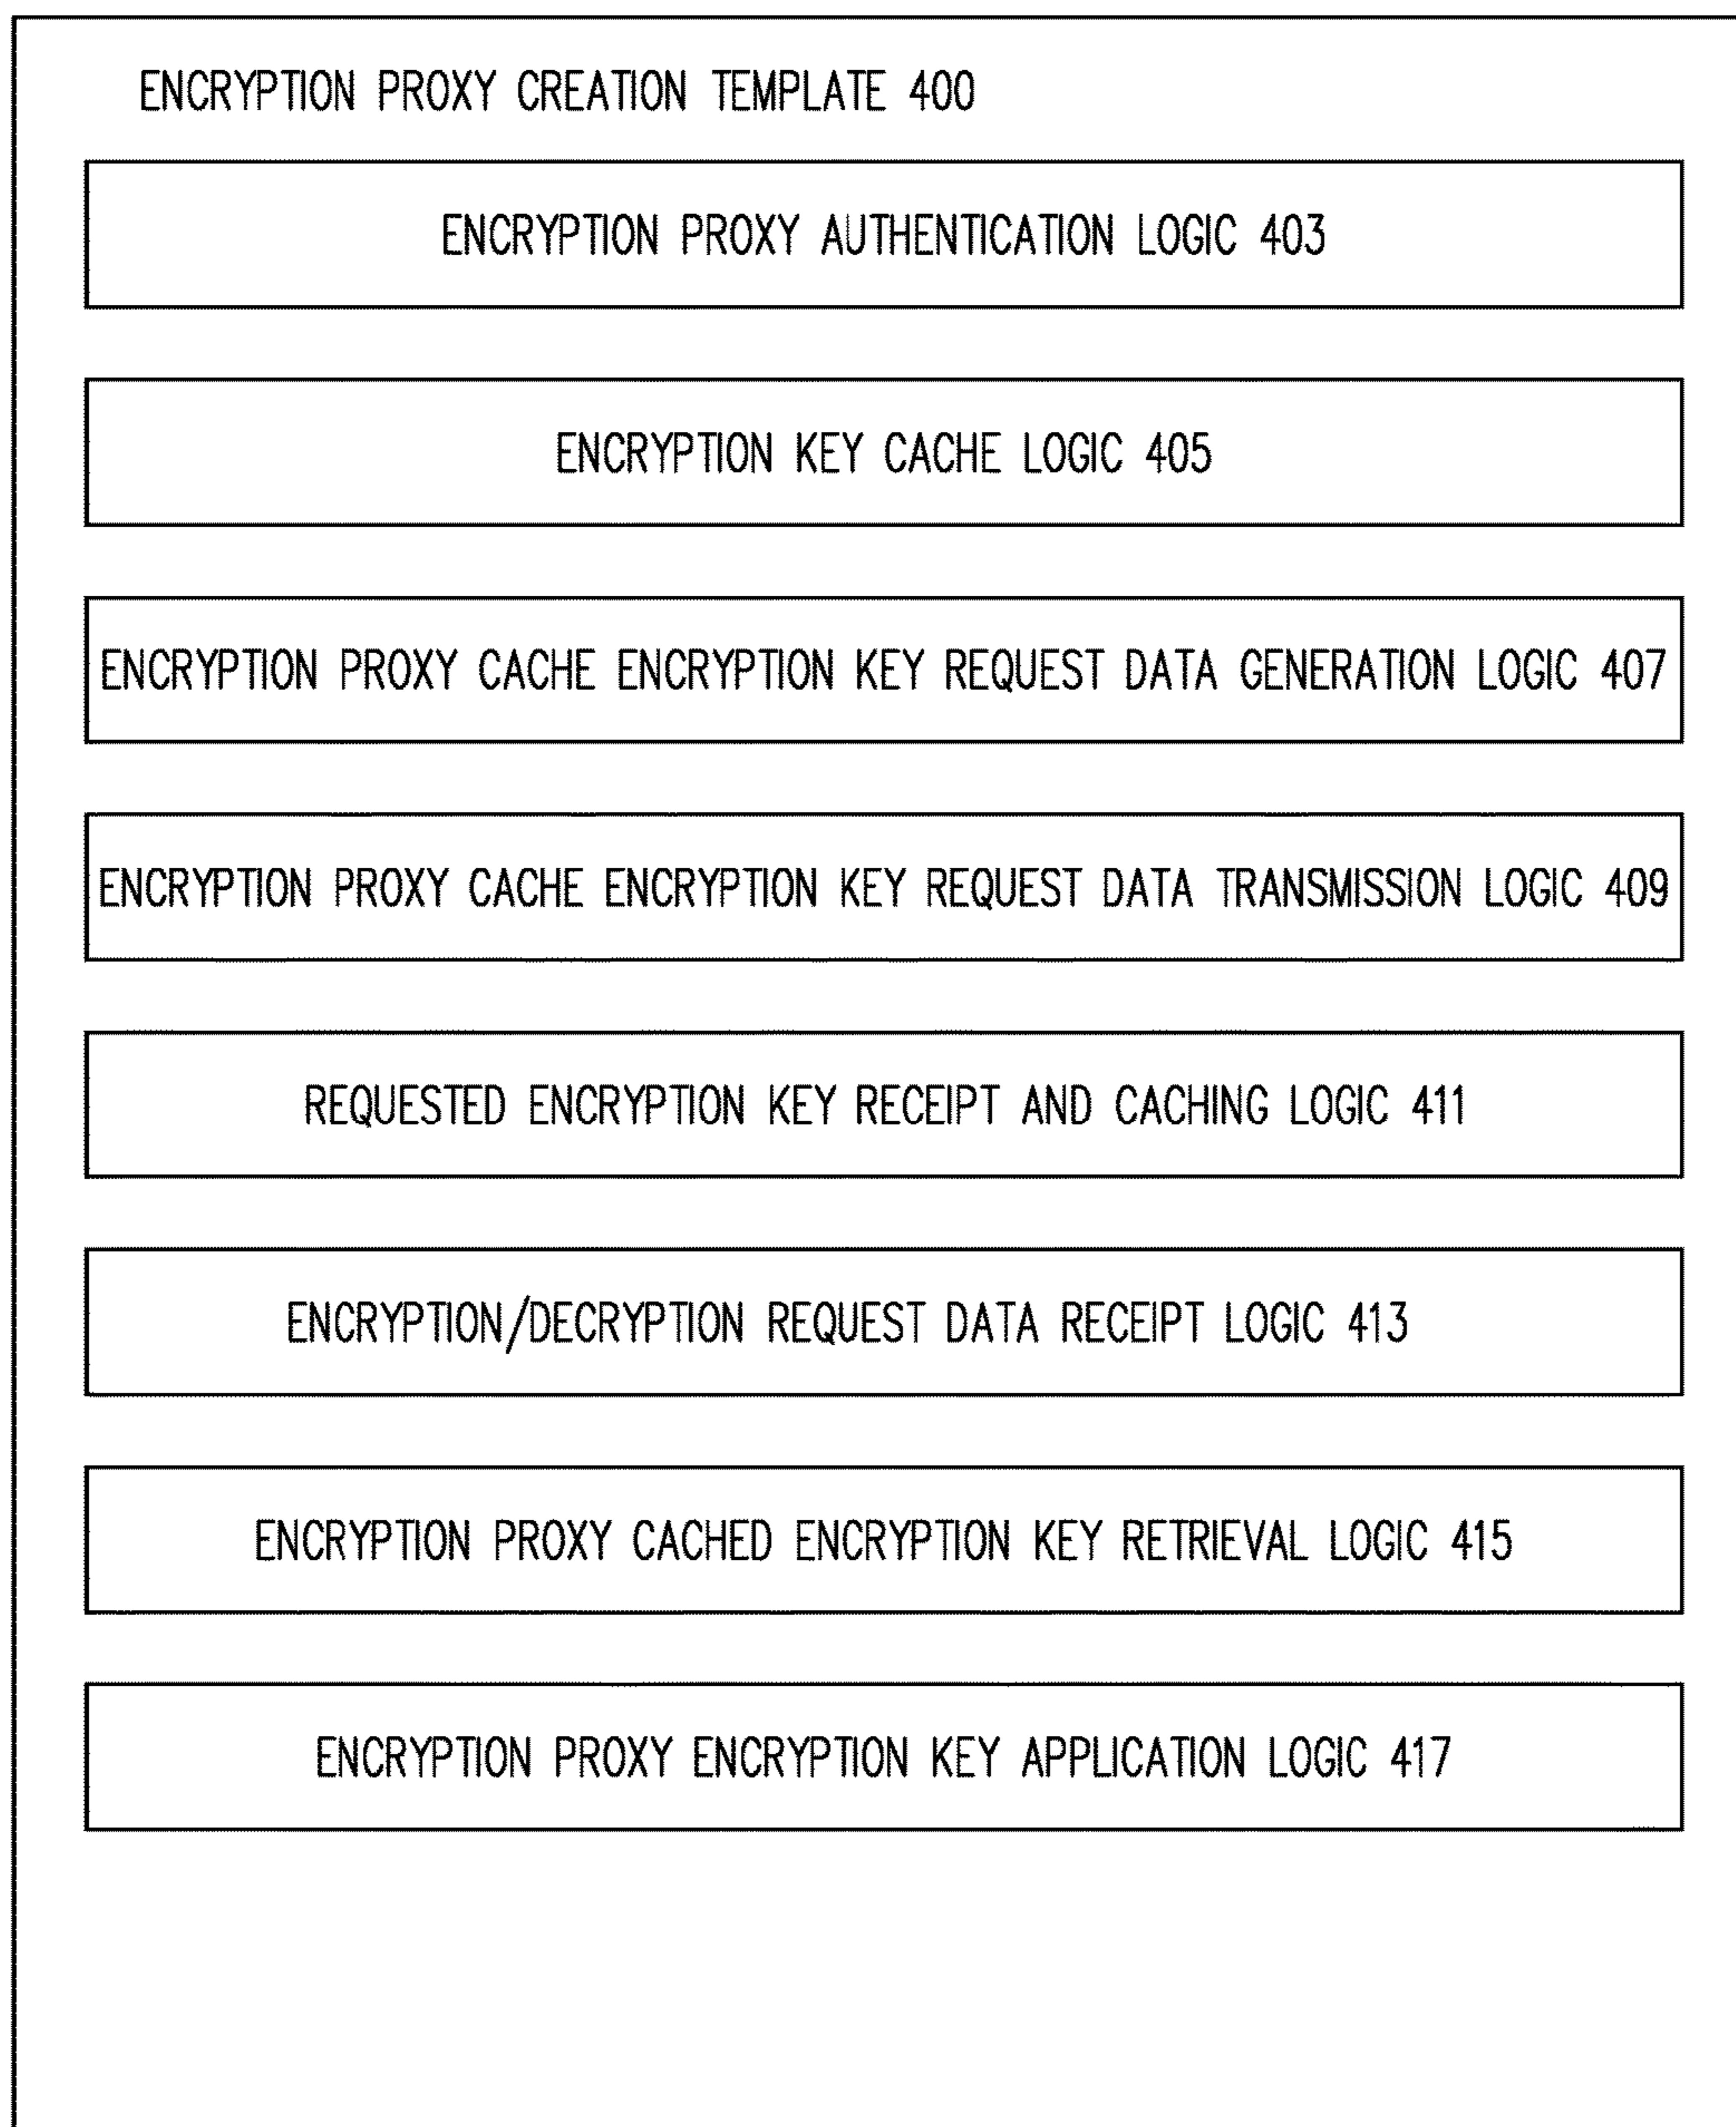 ENCRYPTION PROXY CREATION TEMPLATE 400
ENCRYPTION PROXY AUTHENTICATION LOGIC 403
ENCRYPTION KEY CACHE LOGIC 405
ENCRYPTION PROXY CACHE ENCRYPTION KEY REQUEST DATA GENERATION LOGIC 407
ENCRYPTION PROXY CACHE ENCRYPTION KEY REQUEST DATA TRANSMISSION LOGIC 409
REQUESTED ENCRYPTION KEY RECEIPT AND CACHING LOGIC 411
ENCRYPTION/DECRYPTION REQUEST DATA RECEIPT LOGIC 413
ENCRYPTION PROXY CACHED ENCRYPTION KEY RETRIEVAL LOGIC 415
ENCRYPTION PROXY ENCRYPTION KEY APPLICATION LOGIC 417